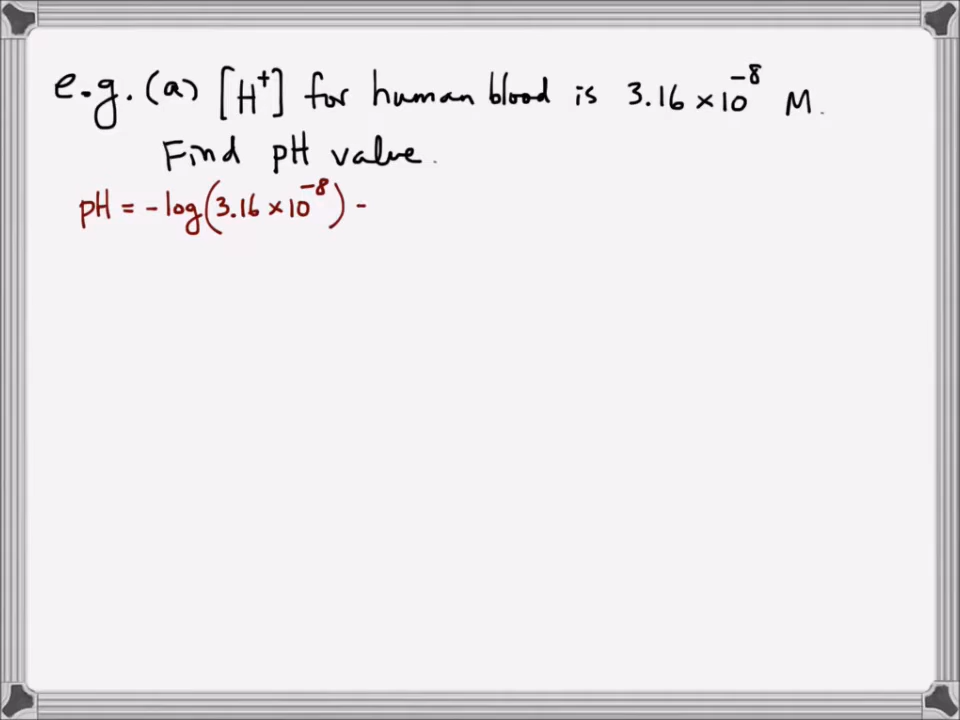 e.g. (a) [H⁺] for human blood is 3.16 × 10⁻⁸ M.
Find pH value.
pH = -log(3.16 × 10⁻⁸) -